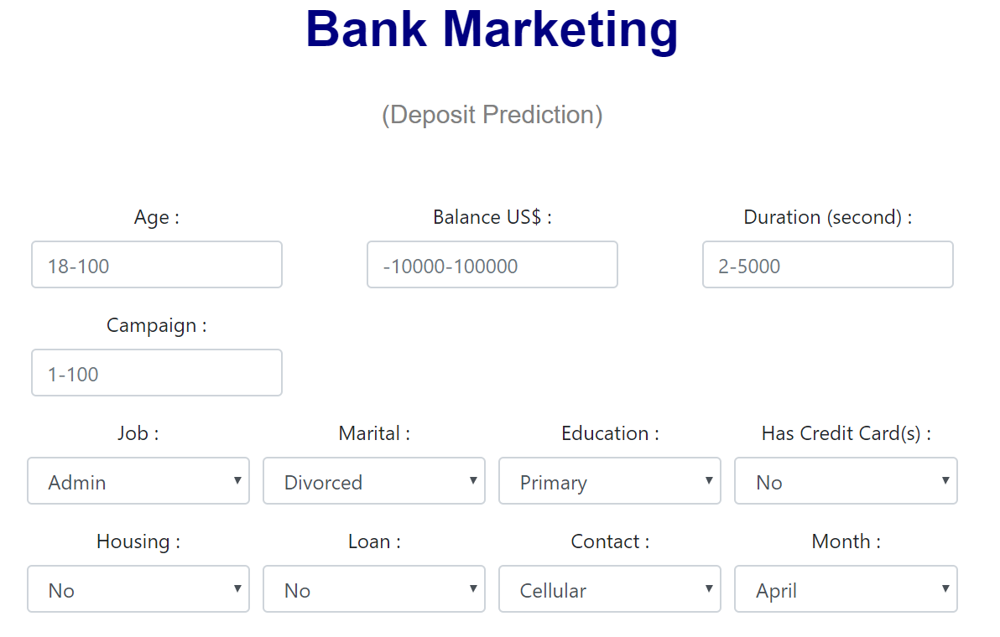 Bank Marketing
(Deposit Prediction)
Age : Balance US$ : Duration (second) :
18-100 -10000-100000 2-5000
Campaign :
1-100
Job : Marital : Education : Has Credit Card(s) :
Admin Divorced Primary No
Housing : Loan : Contact : Month :
No No Cellular April